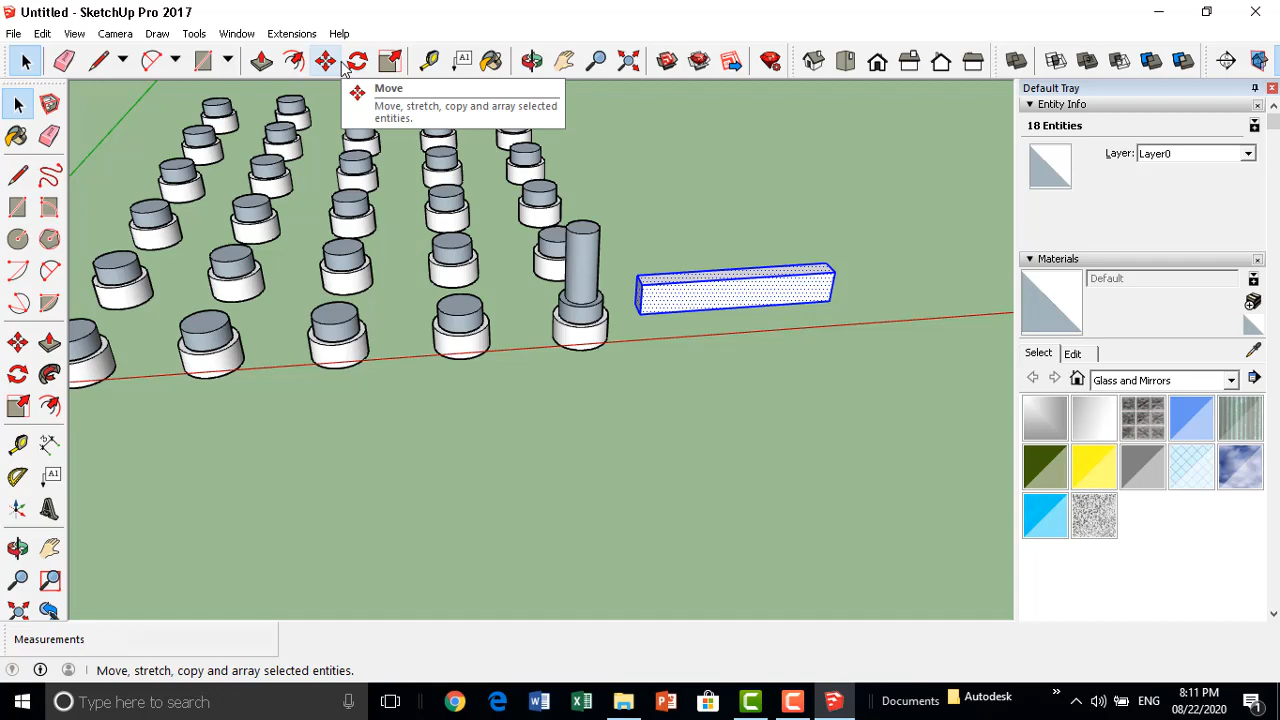 Untitled - SketchUp Pro 2017
File Edit View Camera Draw Tools Window Extensions Help
A1
Move
Move, stretch, copy and array selected
entities.
Default Tray
Entity Info
18 Entities
Layer: Layer0
Materials
Default
Select Edit
Glass and Mirrors
A1
Measurements
Move, stretch, copy and array selected entities.
Type here to search
Documents
Autodesk
ENG
8:11 PM
08/22/2020
1